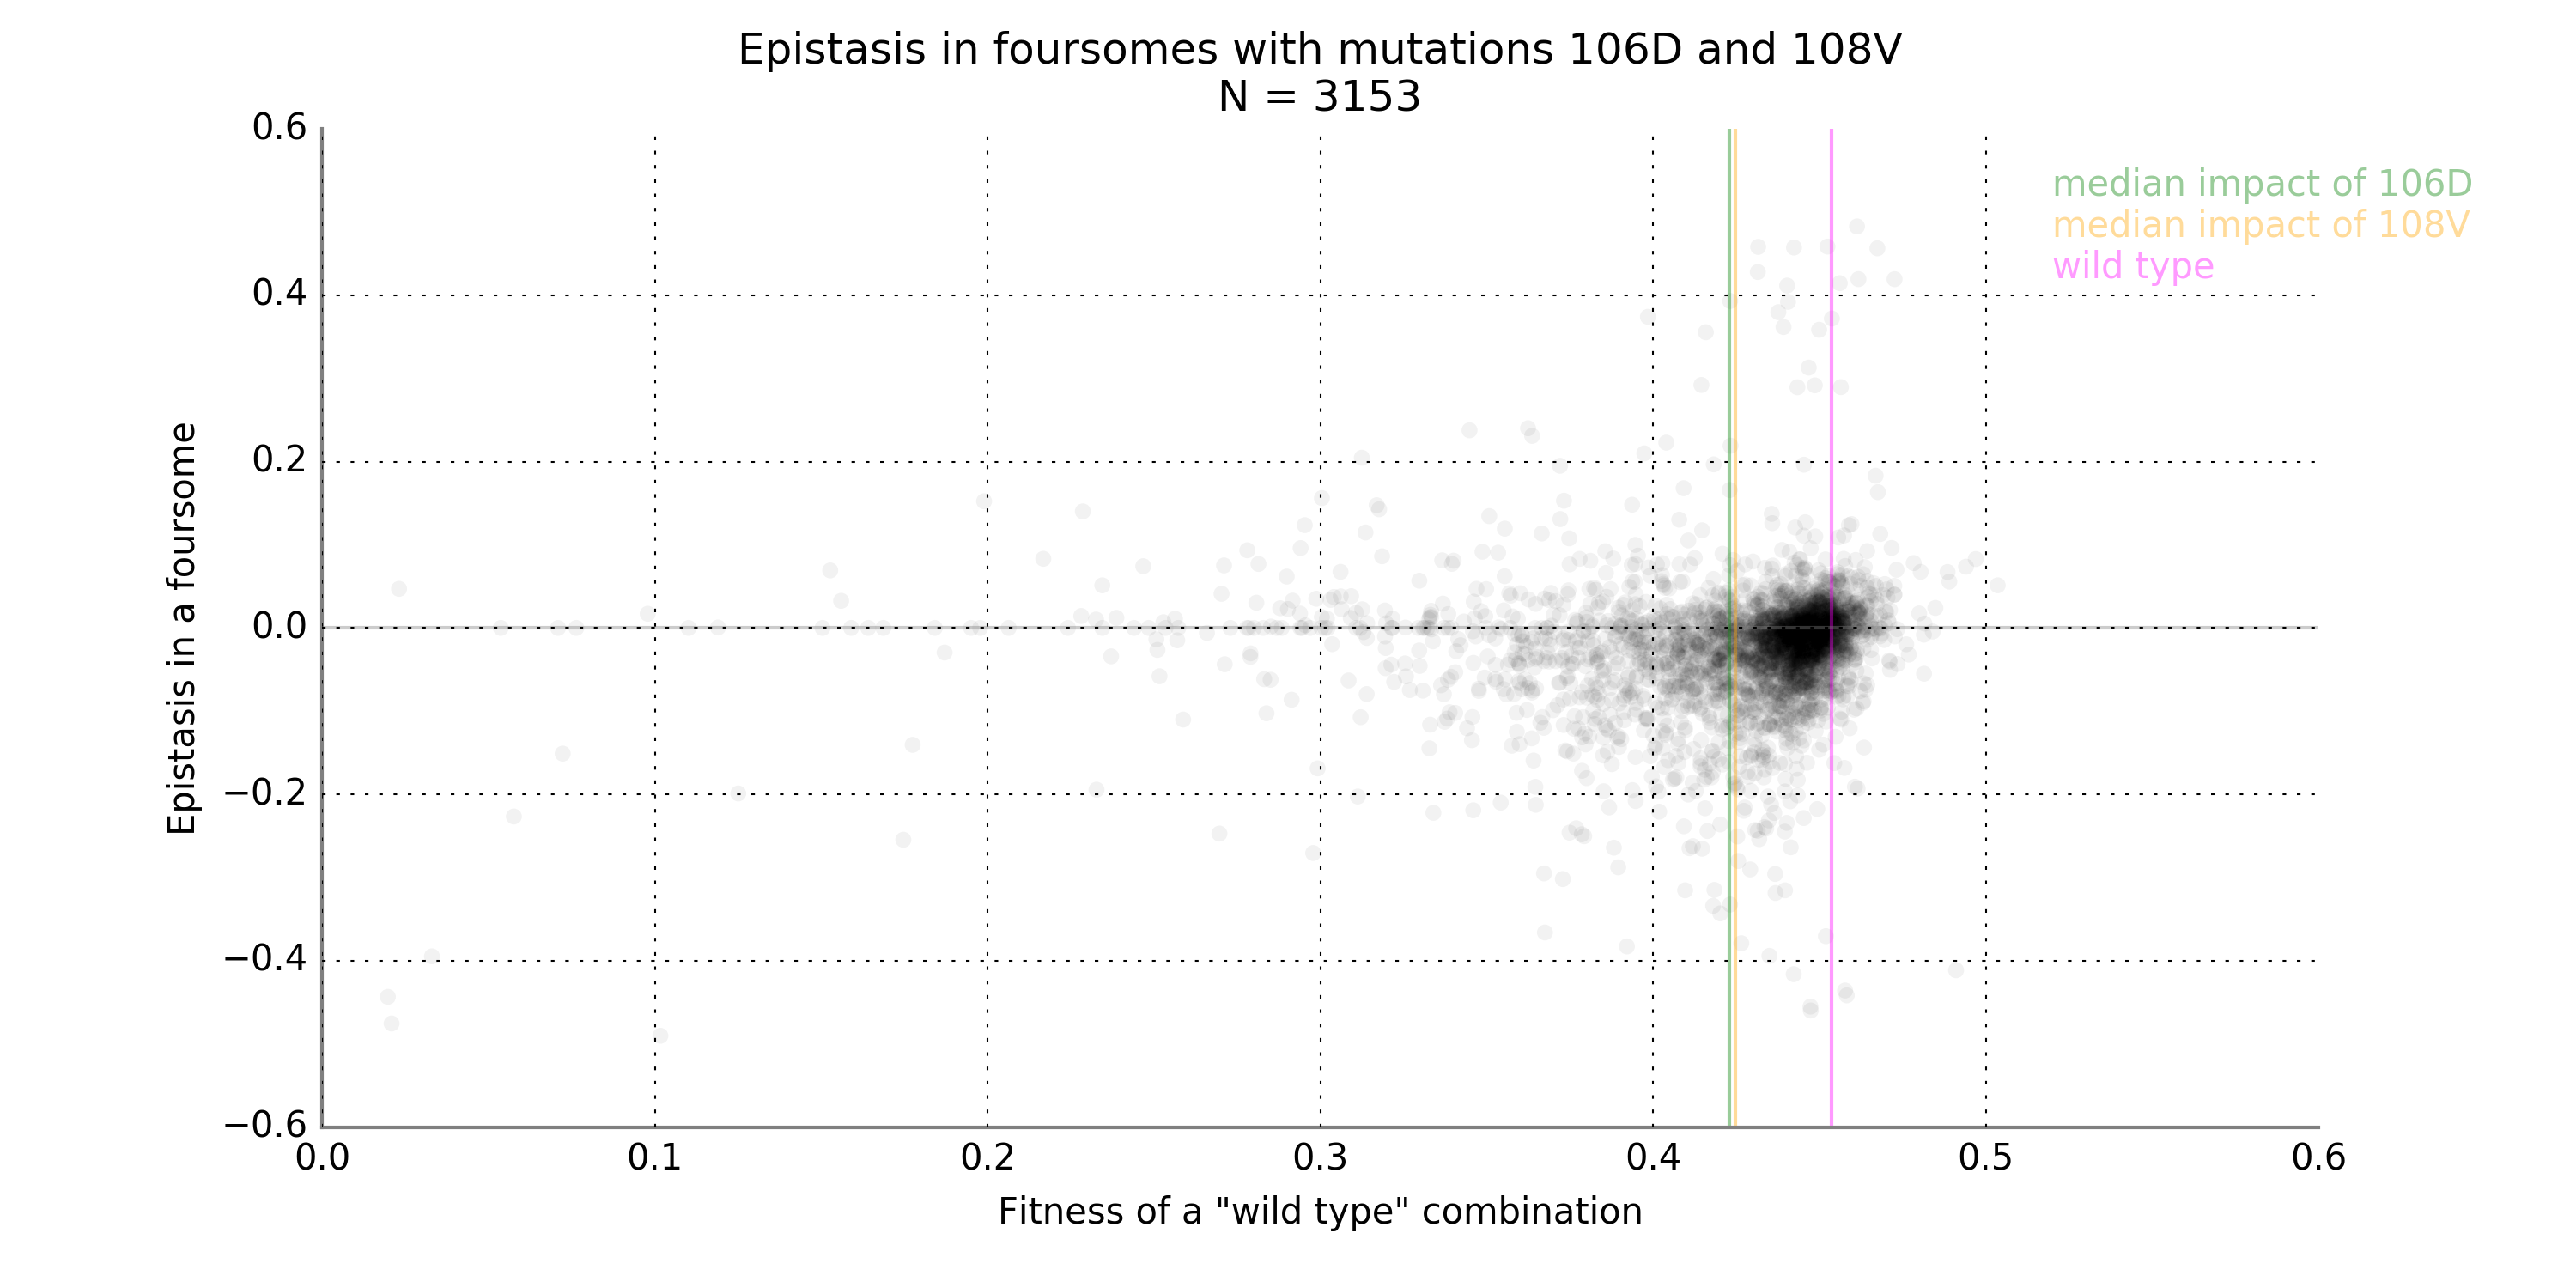 Epistasis in foursomes with mutations 106D and 108V
N = 3153
median impact of 106D
median impact of 108V
wild type
Epistasis in a foursome
0.6
0.4
0.2
0.0
−0.2
−0.4
−0.6
0.0 0.1 0.2 0.3 0.4 0.5 0.6
Fitness of a "wild type" combination